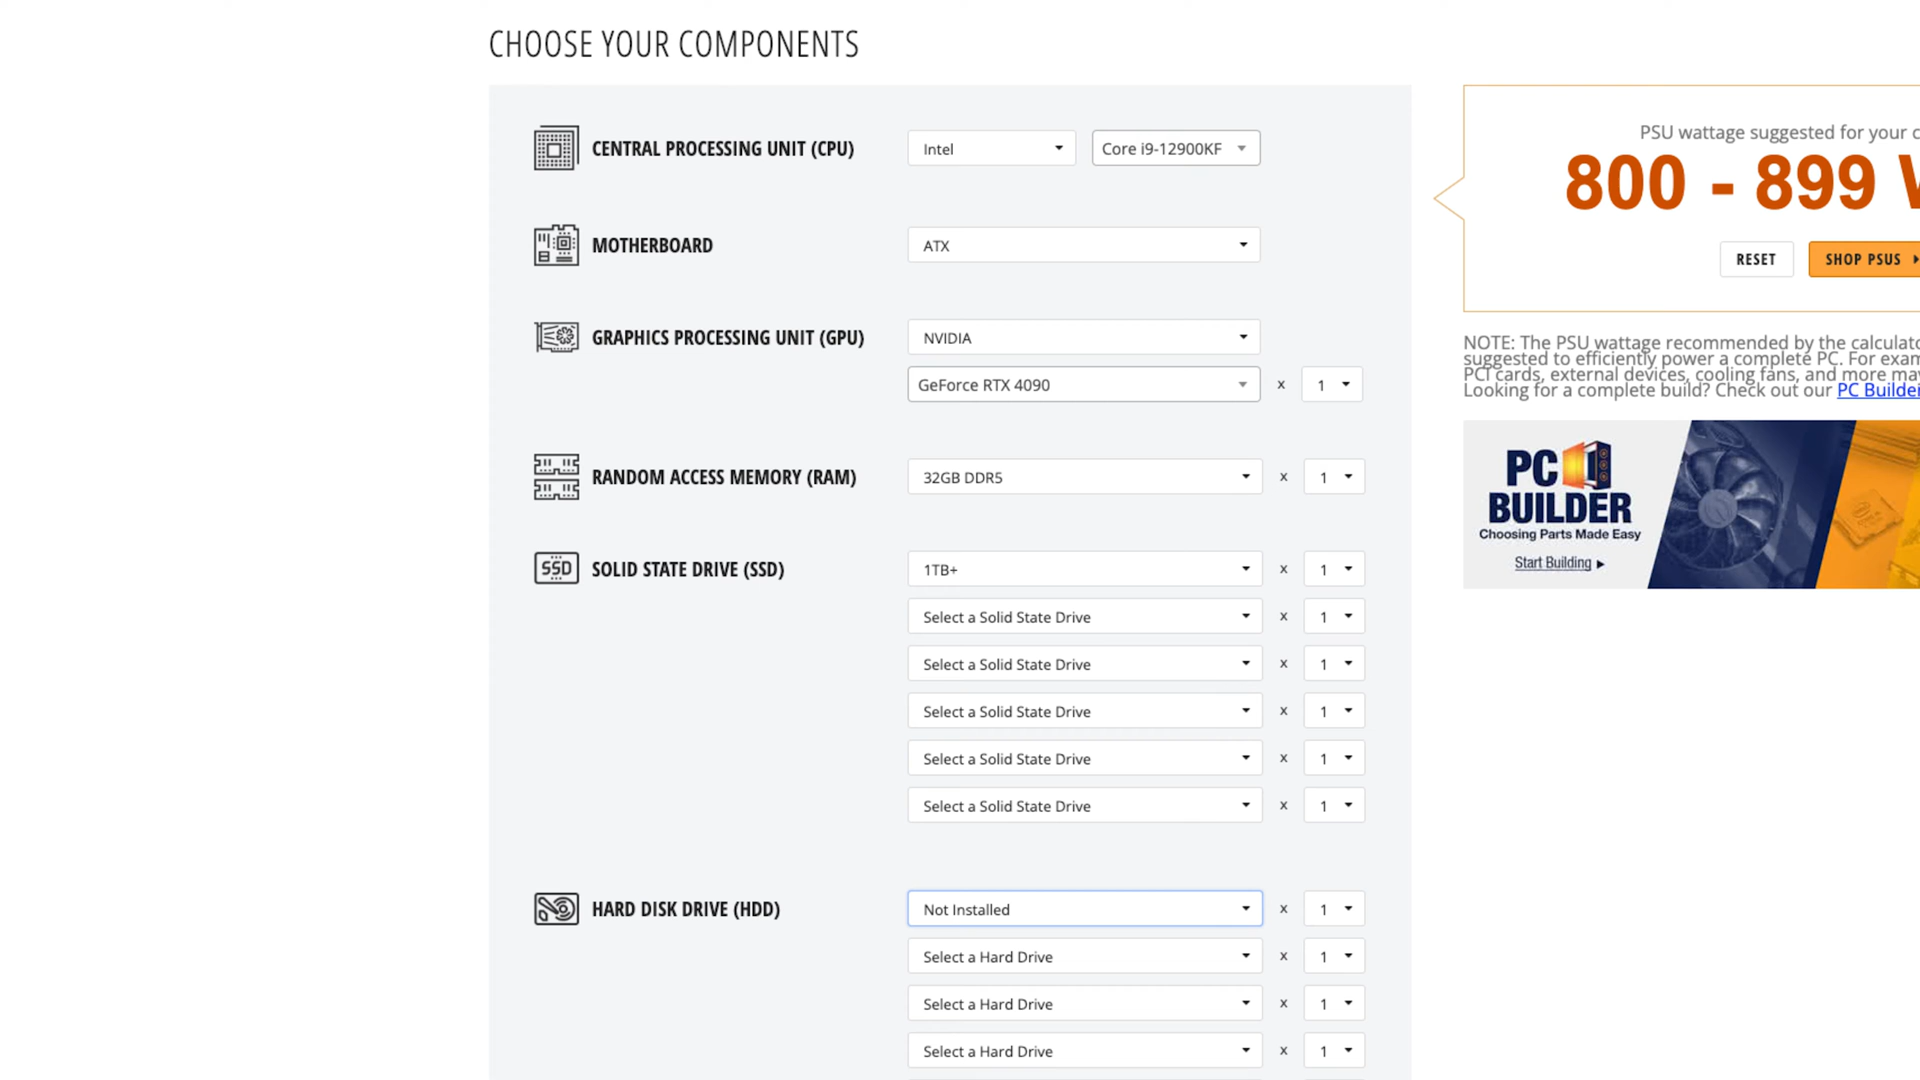 CHOOSE YOUR COMPONENTS
CENTRAL PROCESSING UNIT (CPU)
Intel
Core i9-12900KF
MOTHERBOARD
ATX
GRAPHICS PROCESSING UNIT (GPU)
NVIDIA
GeForce RTX 4090
x
1
RANDOM ACCESS MEMORY (RAM)
32GB DDR5
x
1
SSD
SOLID STATE DRIVE (SSD)
1TB+
x
1
Select a Solid State Drive
x
1
Select a Solid State Drive
x
1
Select a Solid State Drive
x
1
Select a Solid State Drive
x
1
Select a Solid State Drive
x
1
HARD DISK DRIVE (HDD)
Not Installed
x
1
Select a Hard Drive
x
1
Select a Hard Drive
x
1
Select a Hard Drive
x
1
PSU wattage suggested for your
800 - 899
RESET
SHOP PSUS
NOTE: The PSU wattage recommended by the
suggested to efficiently power a complete PC. For
PCI cards, external devices, cooling fans, and more
Looking for a complete build? Check out our PC
PC
BUILDER
Choosing Parts Made Easy
Start Building